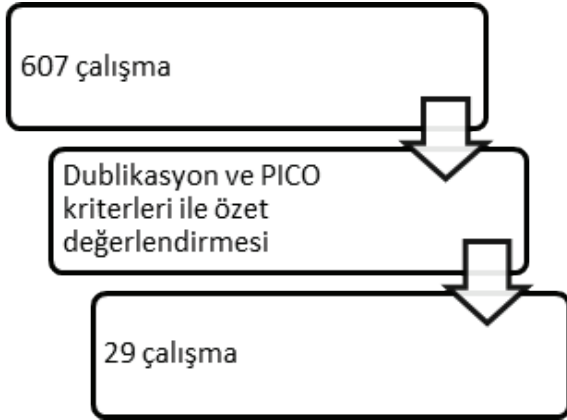 607 çalışma
Dublikasyon ve PICO
kriterleri ile özet
değerlendirmesi
29 çalışma